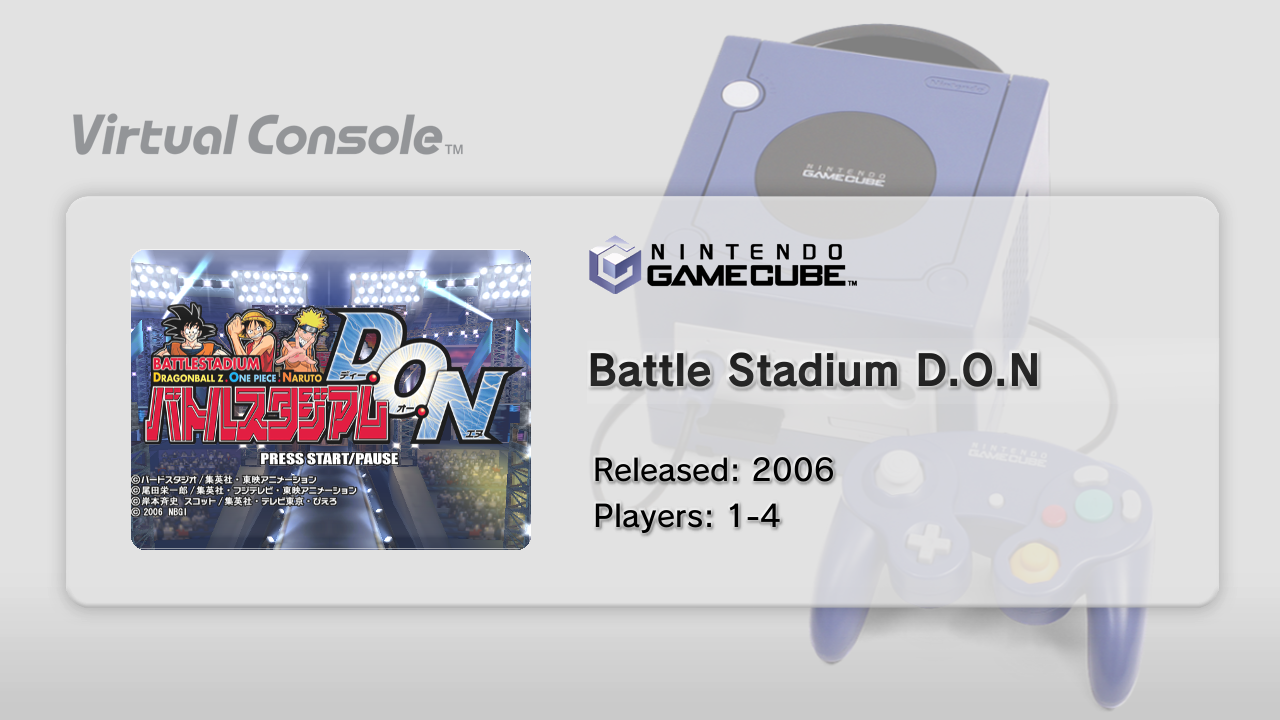 Virtual Console™
Nintendo
NINTENDO
GAMECUBE
NINTENDO
GAMECUBE™
BATTLESTADIUM
DRAGONBALL Z . ONE PIECE . NARUTO
D.O.N
ディー
オー
エヌ
バトルスタジアム
PRESS START/PAUSE
©バードスタジオ/集英社・東映アニメーション
©尾田栄一郎/集英社・フジテレビ・東映アニメーション
©岸本斉史 スコット/集英社・テレビ東京・ぴえろ
© 2006 NBGI
Battle Stadium D.O.N
Released: 2006
Players: 1-4
NINTENDO
GAMECUBE